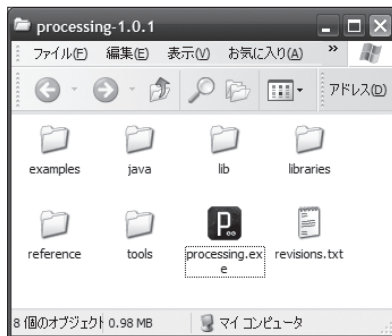 processing-1.0.1
ファイル(F) 編集(E) 表示(V) お気に入り(A) »
アドレス(D)
examples java lib libraries
reference tools processing.ex
e revisions.txt
8 個のオブジェクト 0.98 MB マイ コンピュータ